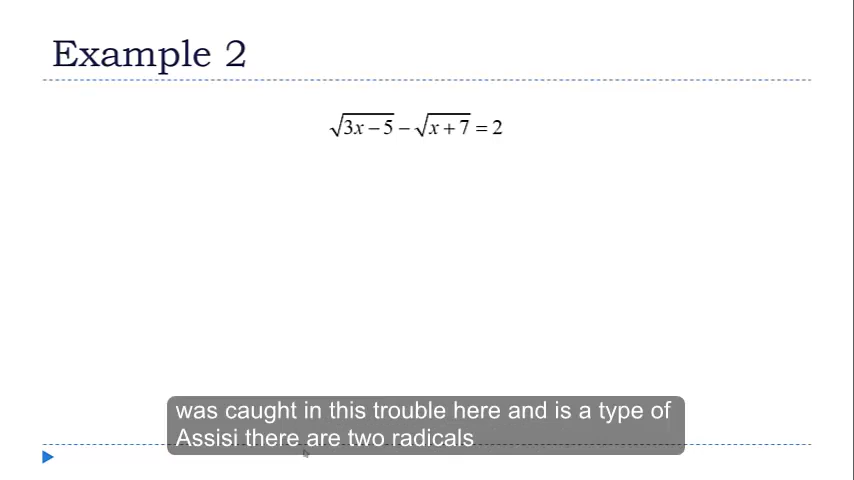 Example 2
√3x − 5 − √x + 7 = 2
was caught in this trouble here and is a type of
Assisi there are two radicals